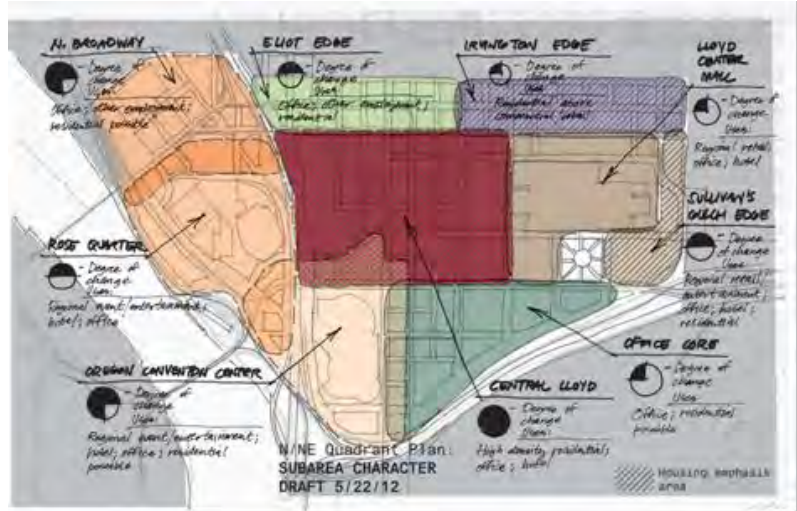 N. BROADWAY
- Degree of
change
Uses:
Office; other employment;
residential possible
ELIOT EDGE
- Degree of
change
Uses:
Office; other employment;
residential
IRVINGTON EDGE
- Degree of
change
Uses:
Residential above
commercial
LLOYD
CENTER
MALL
- Degree of
change
Uses:
Regional retail;
office; hotel
SULLIVAN'S
GULCH EDGE
- Degree
of change
Uses:
Regional retail/
entertainment;
office; hotel;
residential
ROSE QUARTER
- Degree of
change
Uses:
Regional event/entertainment;
hotel; office
OFFICE CORE
- Degree of
change
Uses:
Office; residential
possible
OREGON CONVENTION CENTER
- Degree of
change
Uses:
Regional event/entertainment;
hotel; office; residential
possible
CENTRAL LLOYD
- Degree of
change
Uses:
High density residential;
office; hotel
N/NE Quadrant Plan:
SUBAREA CHARACTER
DRAFT 5/22/12
Housing emphasis
area